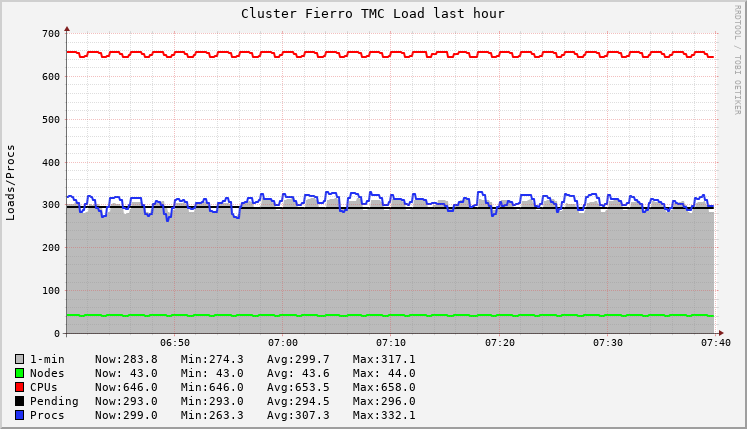 Cluster Fierro TMC Load last hour
RRDTOOL / TOBI OETIKER
Loads/Procs
700
600
500
400
300
200
100
0
06:50 07:00 07:10 07:20 07:30 07:40
1-min Now:283.8 Min:274.3 Avg:299.7 Max:317.1
Nodes Now: 43.0 Min: 43.0 Avg: 43.6 Max: 44.0
CPUs Now:646.0 Min:646.0 Avg:653.5 Max:658.0
Pending Now:293.0 Min:293.0 Avg:294.5 Max:296.0
Procs Now:299.0 Min:263.3 Avg:307.3 Max:332.1